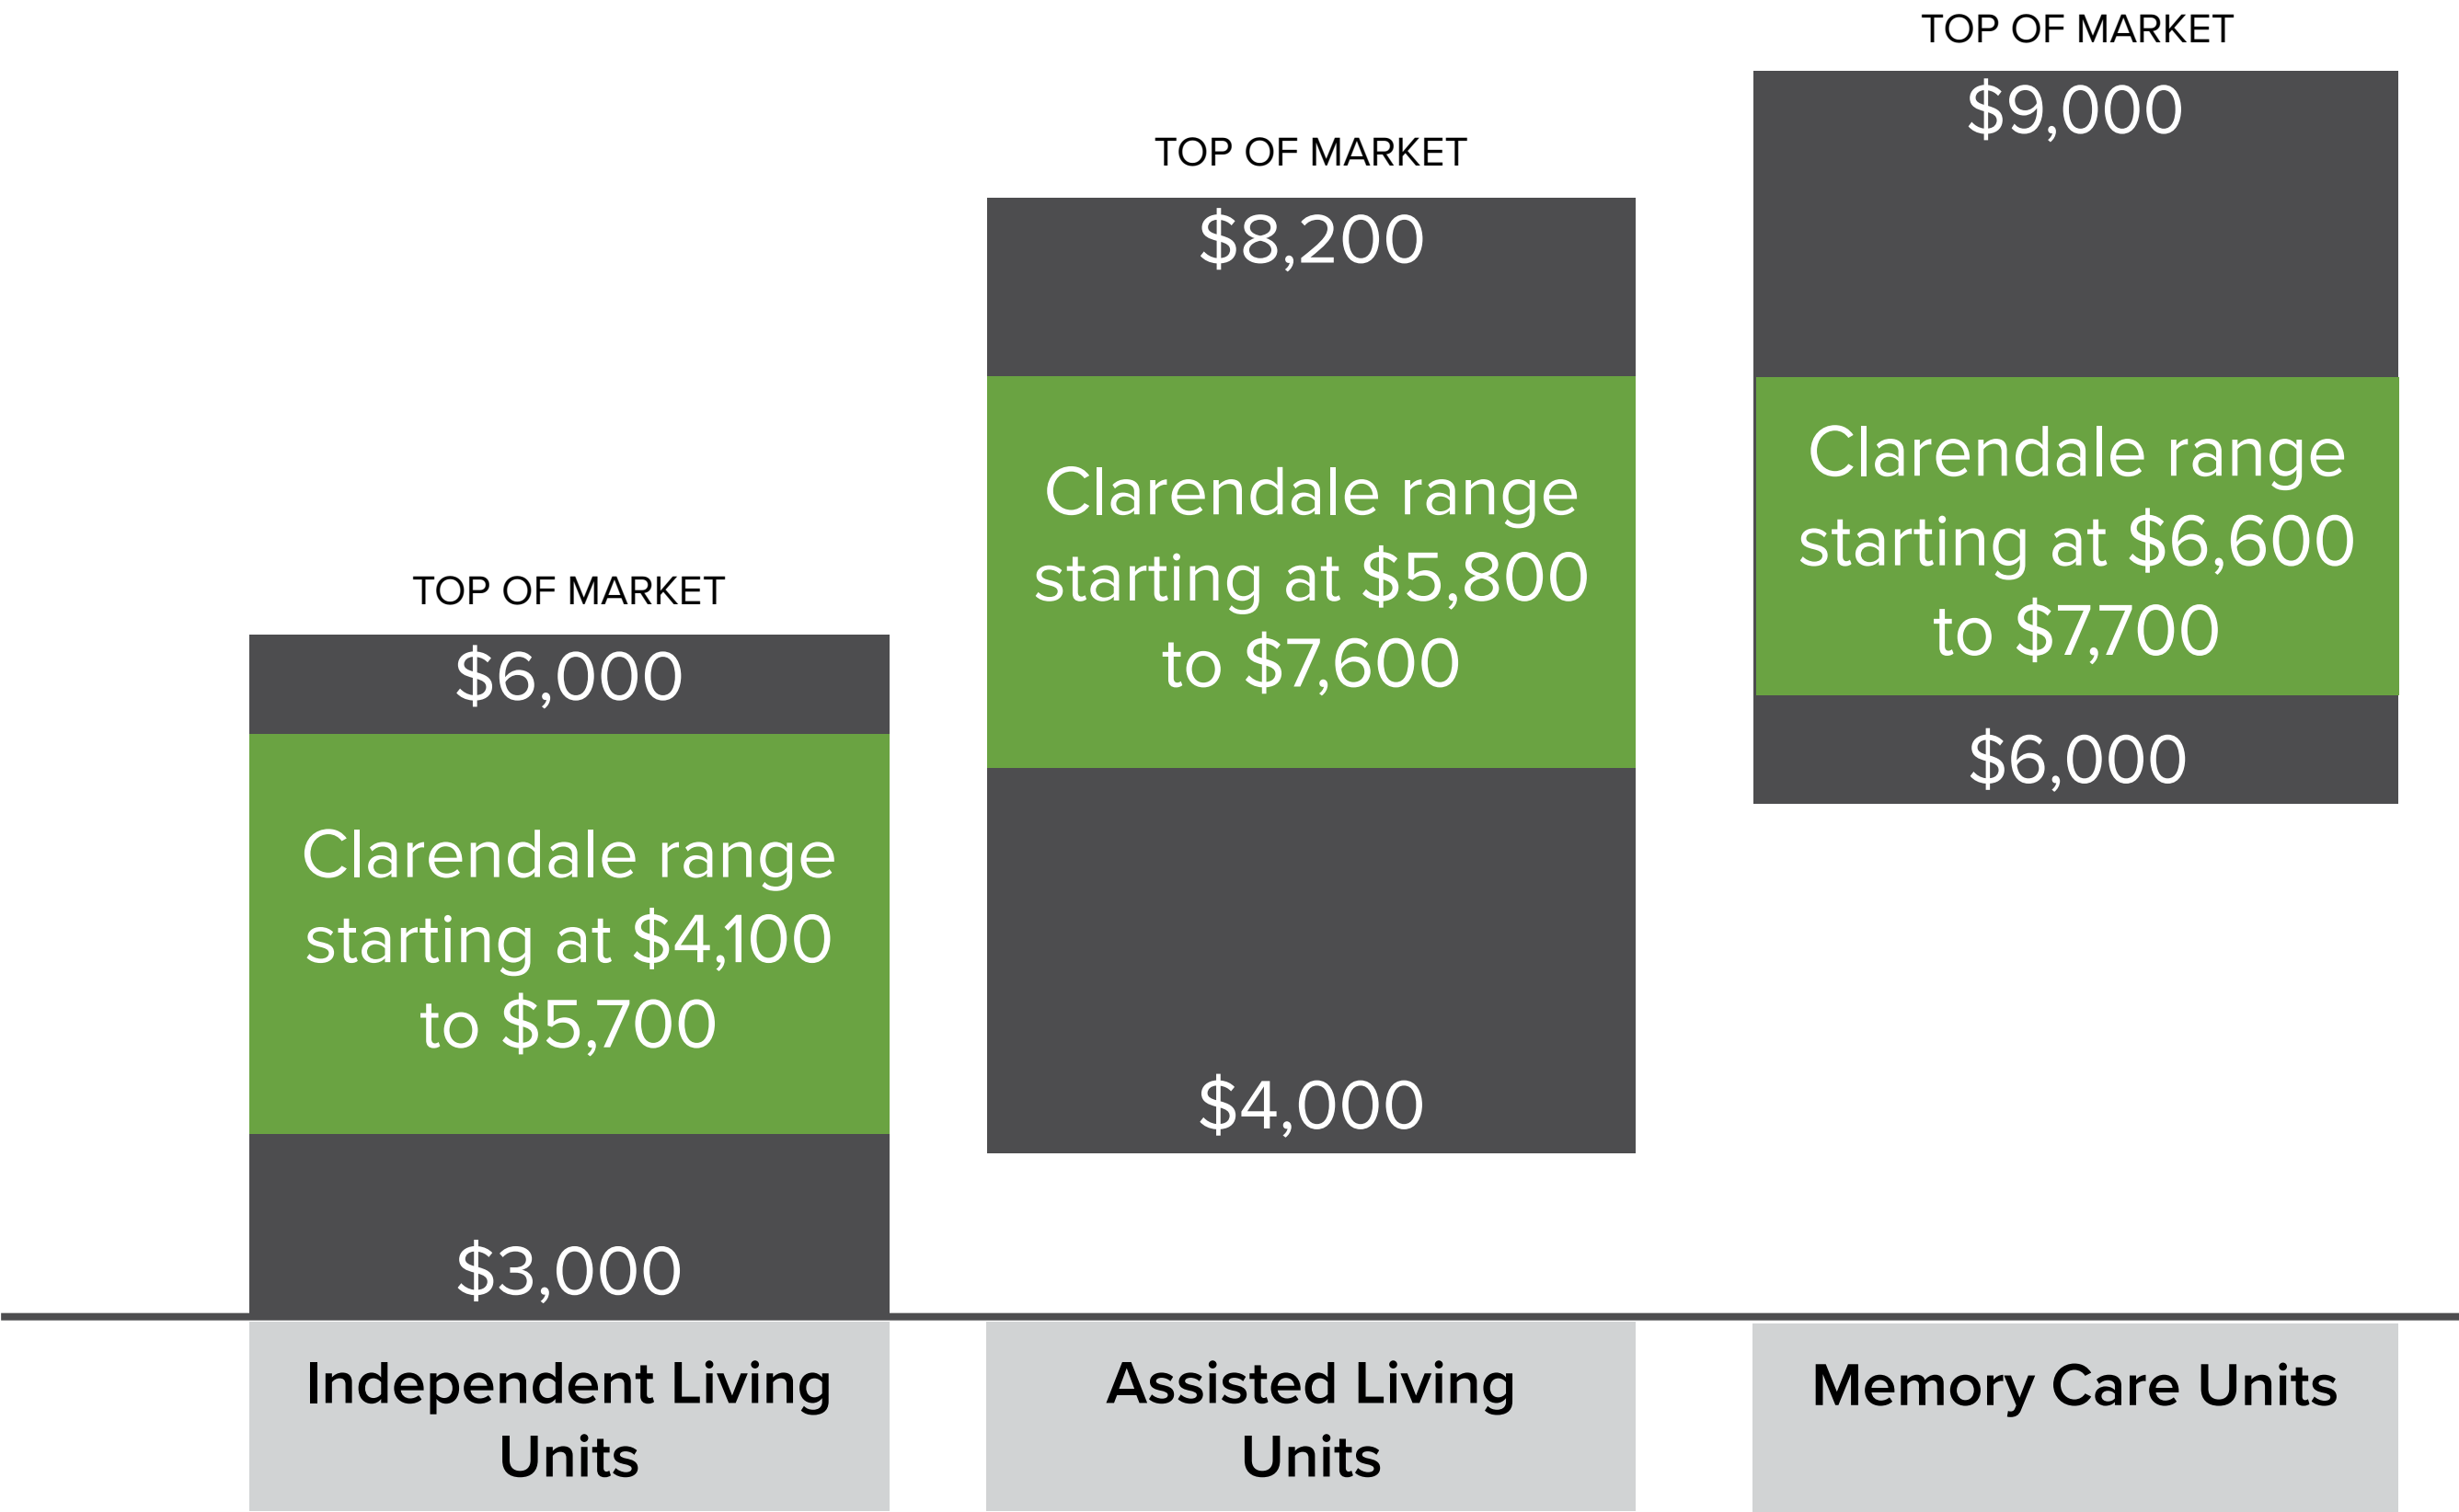 TOP OF MARKET
$6,000
Clarendale range
starting at $4,100
to $5,700
$3,000
Independent Living
Units
TOP OF MARKET
$8,200
Clarendale range
starting at $5,800
to $7,600
$4,000
Assisted Living
Units
TOP OF MARKET
$9,000
Clarendale range
starting at $6,600
to $7,700
$6,000
Memory Care Units